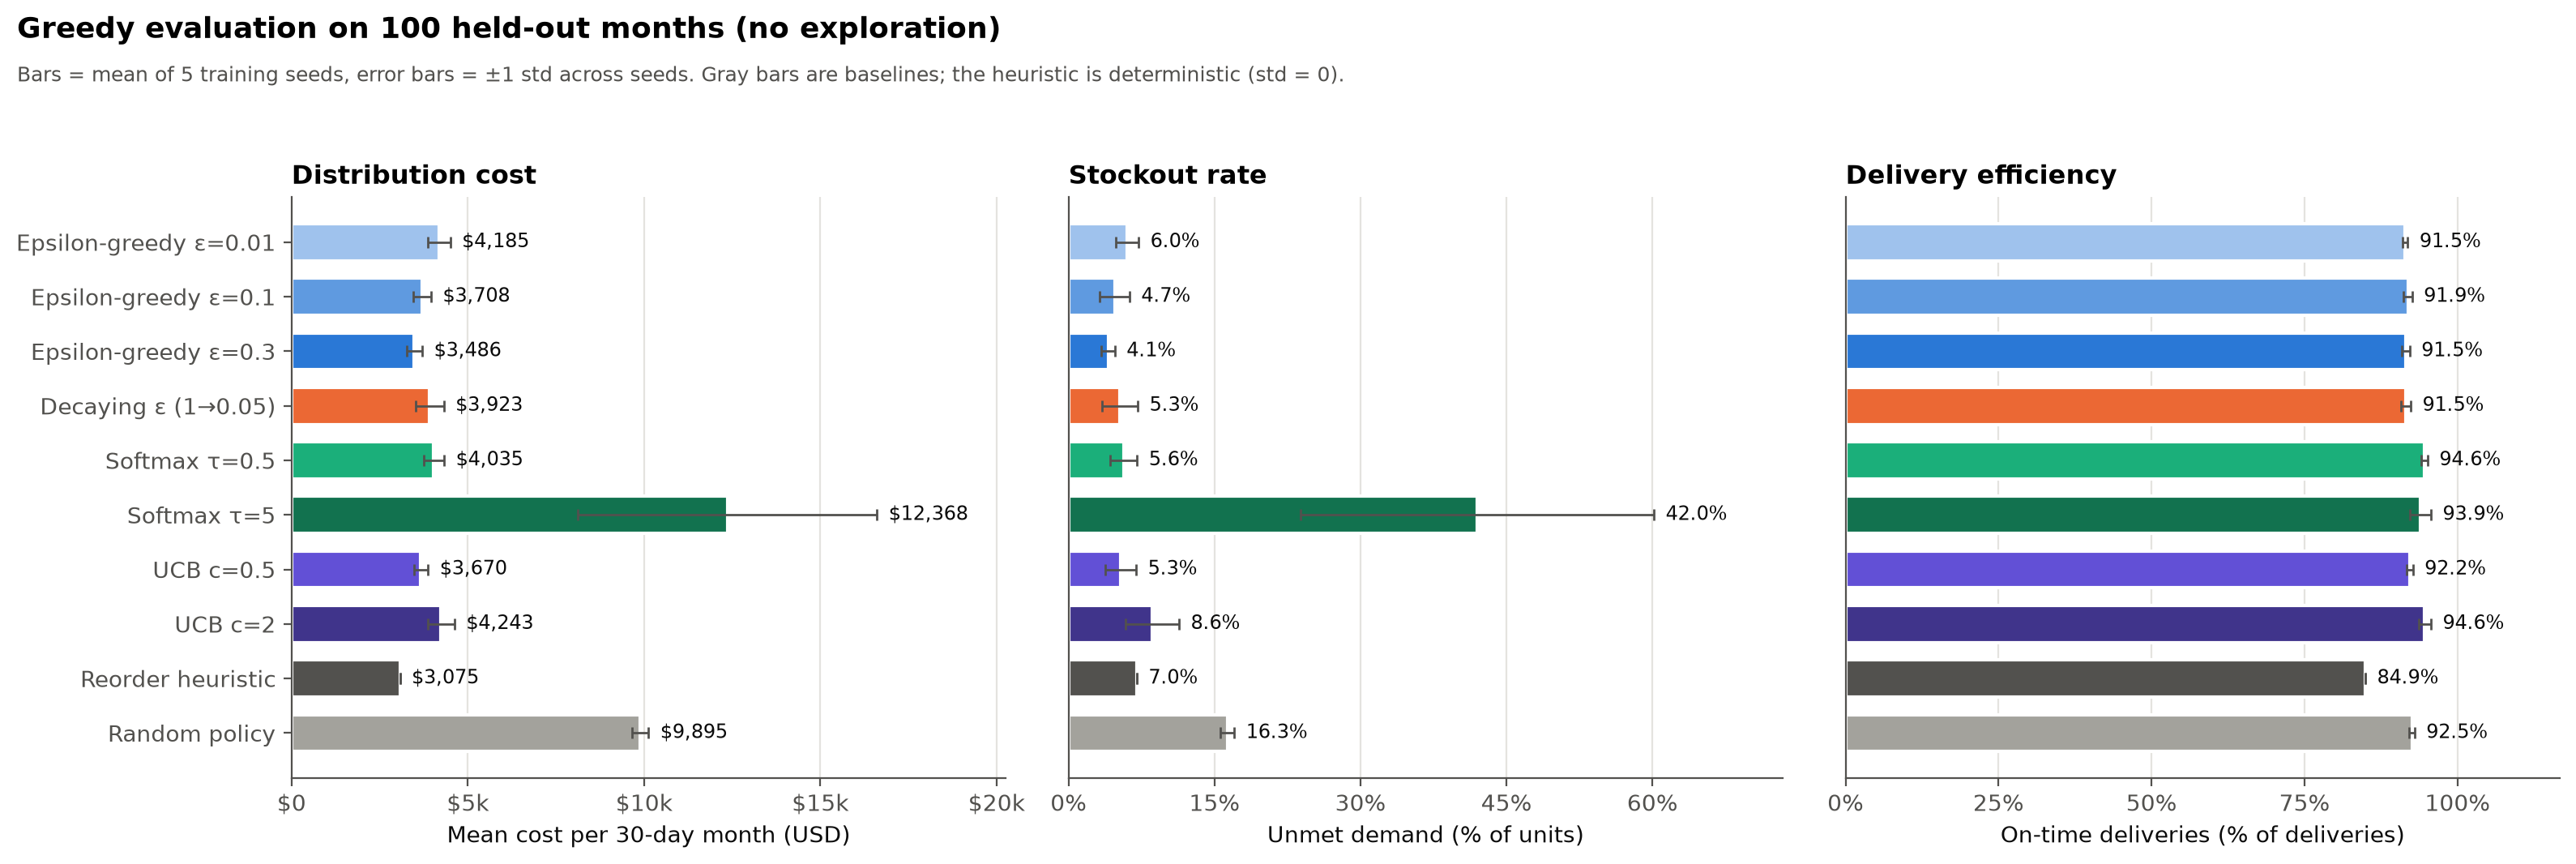 Greedy evaluation on 100 held-out months (no exploration)
Bars = mean of 5 training seeds, error bars = ±1 std across seeds. Gray bars are baselines; the heuristic is deterministic (std = 0).
Distribution cost
Epsilon-greedy ε=0.01
Epsilon-greedy ε=0.1
Epsilon-greedy ε=0.3
Decaying ε (1→0.05)
Softmax τ=0.5
Softmax τ=5
UCB c=0.5
UCB c=2
Reorder heuristic
Random policy
$4,185
$3,708
$3,486
$3,923
$4,035
$12,368
$3,670
$4,243
$3,075
$9,895
$0 $5k $10k $15k $20k
Mean cost per 30-day month (USD)
Stockout rate
6.0%
4.7%
4.1%
5.3%
5.6%
42.0%
5.3%
8.6%
7.0%
16.3%
0% 15% 30% 45% 60%
Unmet demand (% of units)
Delivery efficiency
91.5%
91.9%
91.5%
91.5%
94.6%
93.9%
92.2%
94.6%
84.9%
92.5%
0% 25% 50% 75% 100%
On-time deliveries (% of deliveries)